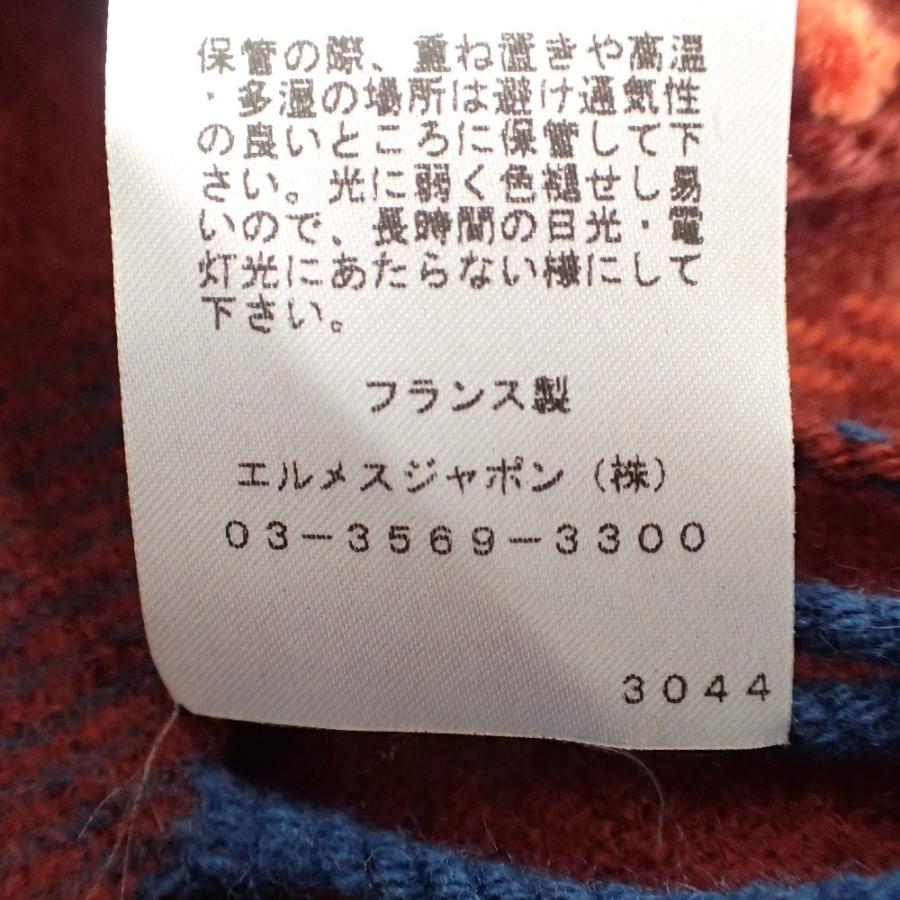 保管の際、重ね置きや高温
・多湿の場所は避け通気性
の良いところに保管して下
さい。光に弱く色褪せし易
いので、長時間の日光・電
灯光にあたらない様にして
下さい。
フランス製
エルメスジャポン（株）
03－3569－3300
3044